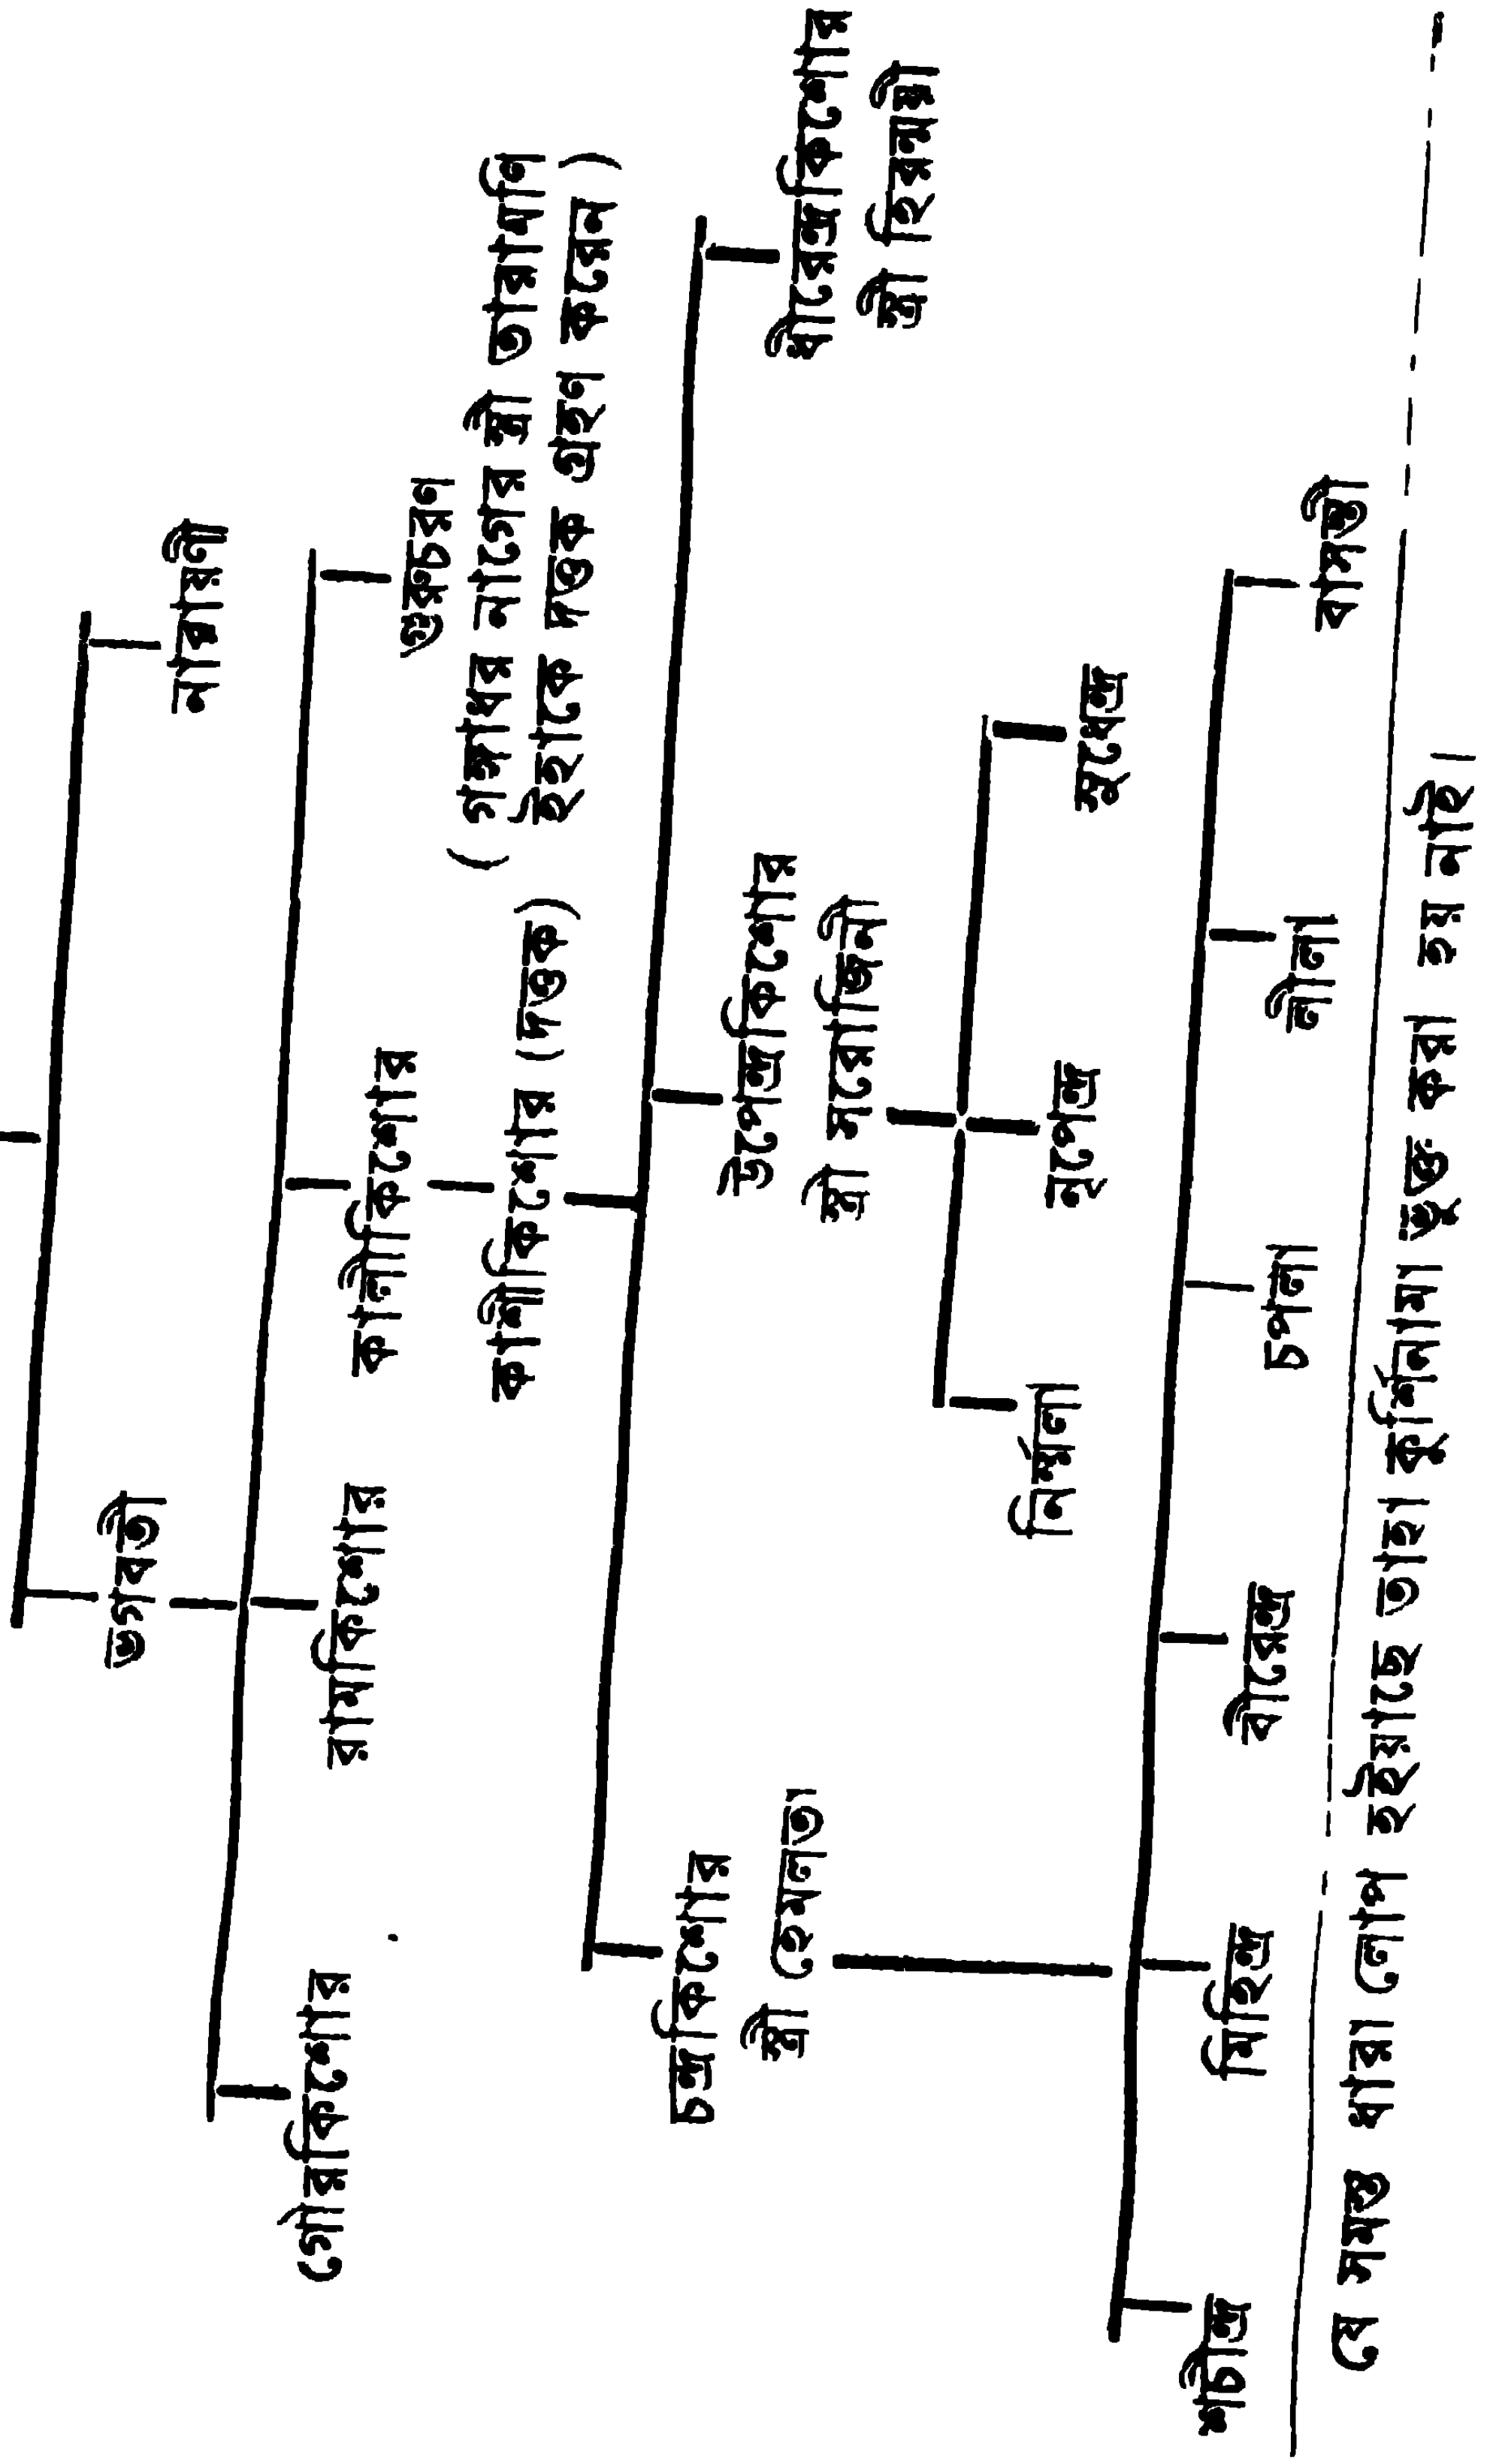 ভগবতী
নারায়ণী
গৌরকিশোর
রামকিশোর
কালীকিশোর
গুরুচরণ
( গঙ্গাধর নাগের স্ত্রী তারামণি
ইহাকে দত্তক গ্রহণ করেন )
কাশীকিশোর (দত্তক)
চন্দ্রকিশোর
স্ত্রী হেমলতা
উপেন্দ্রকিশোর
স্ত্রী সরোজিনী
ধীরেন্দ্রকিশোর
স্ত্রী হিরন্ময়ী
নির্ম্মলা
নৃপেন্দ্র
সুধেন্দ্র
শচীন্দ্র
মিহিন্দ্র
বীরেন্দ্র
চপলা
লীলা
বাসন্তী
যে সমস্ত ধারা লোপ হইয়াছে তাহা কুর্শিনামা ভুক্ত করা হয় নাই।